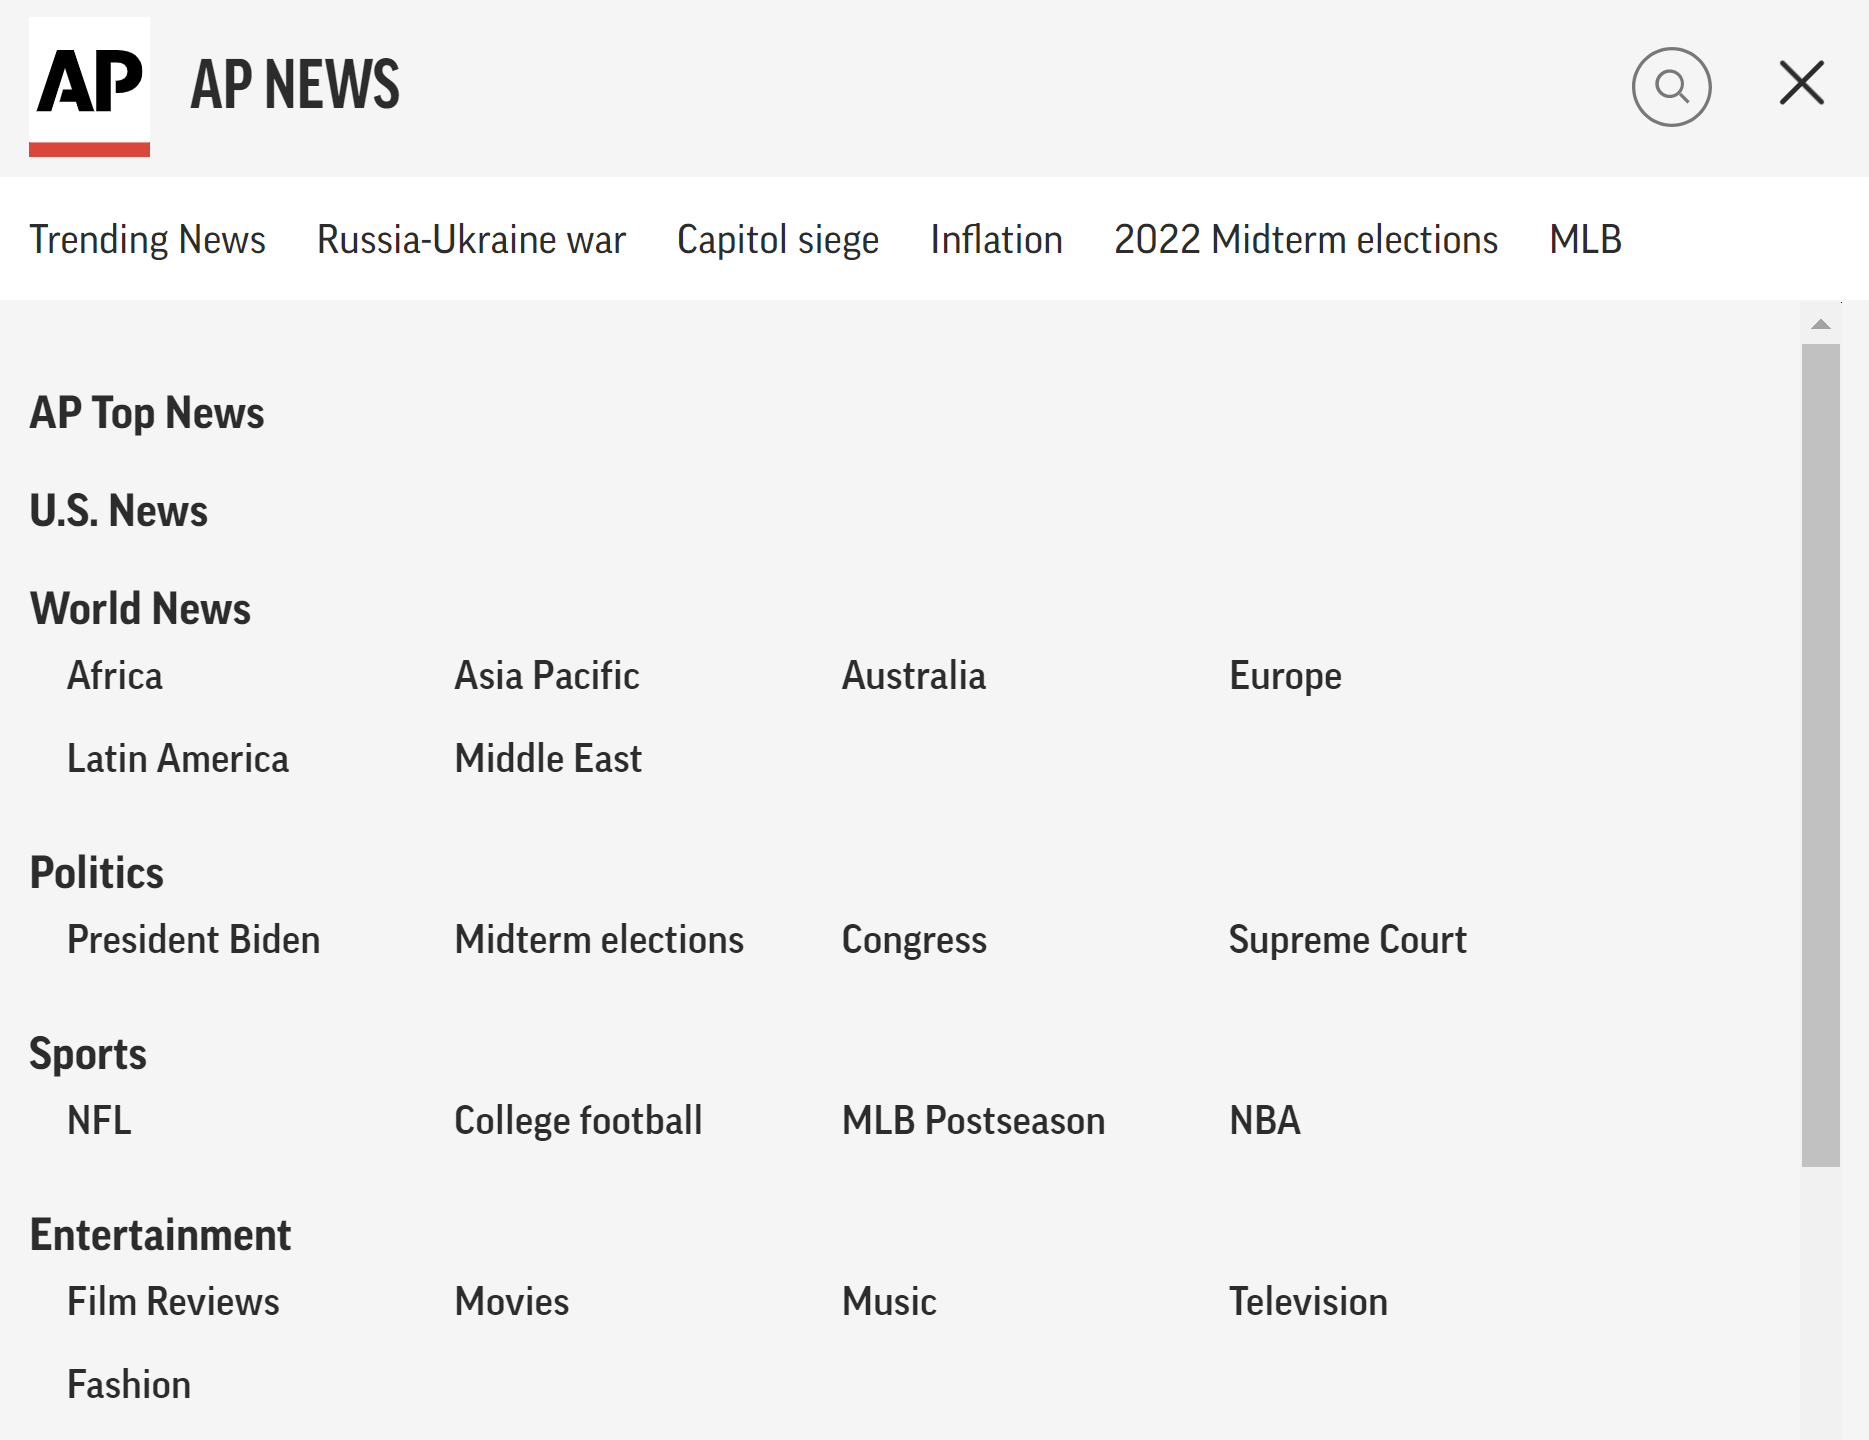 AP AP NEWS
Trending News Russia-Ukraine war Capitol siege Inflation 2022 Midterm elections MLB
AP Top News
U.S. News
World News
Africa Asia Pacific Australia Europe
Latin America Middle East
Politics
President Biden Midterm elections Congress Supreme Court
Sports
NFL College football MLB Postseason NBA
Entertainment
Film Reviews Movies Music Television
Fashion